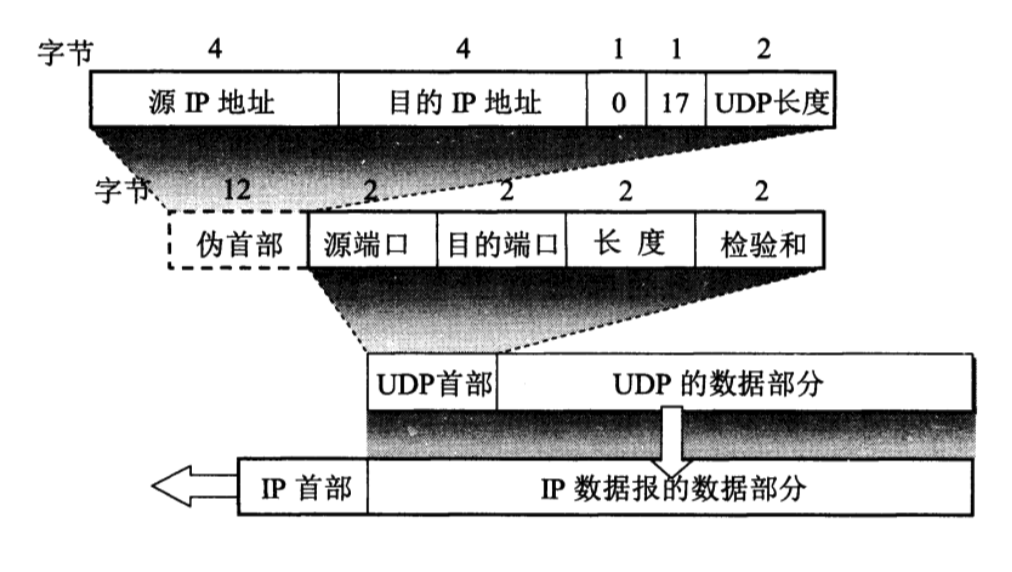 字节 4 4 1 1 2
源 IP 地址 目的 IP 地址 0 17 UDP长度
字节 12 2 2 2 2
伪首部 源端口 目的端口 长 度 检验和
UDP首部 UDP 的数据部分
IP 首部 IP 数据报的数据部分